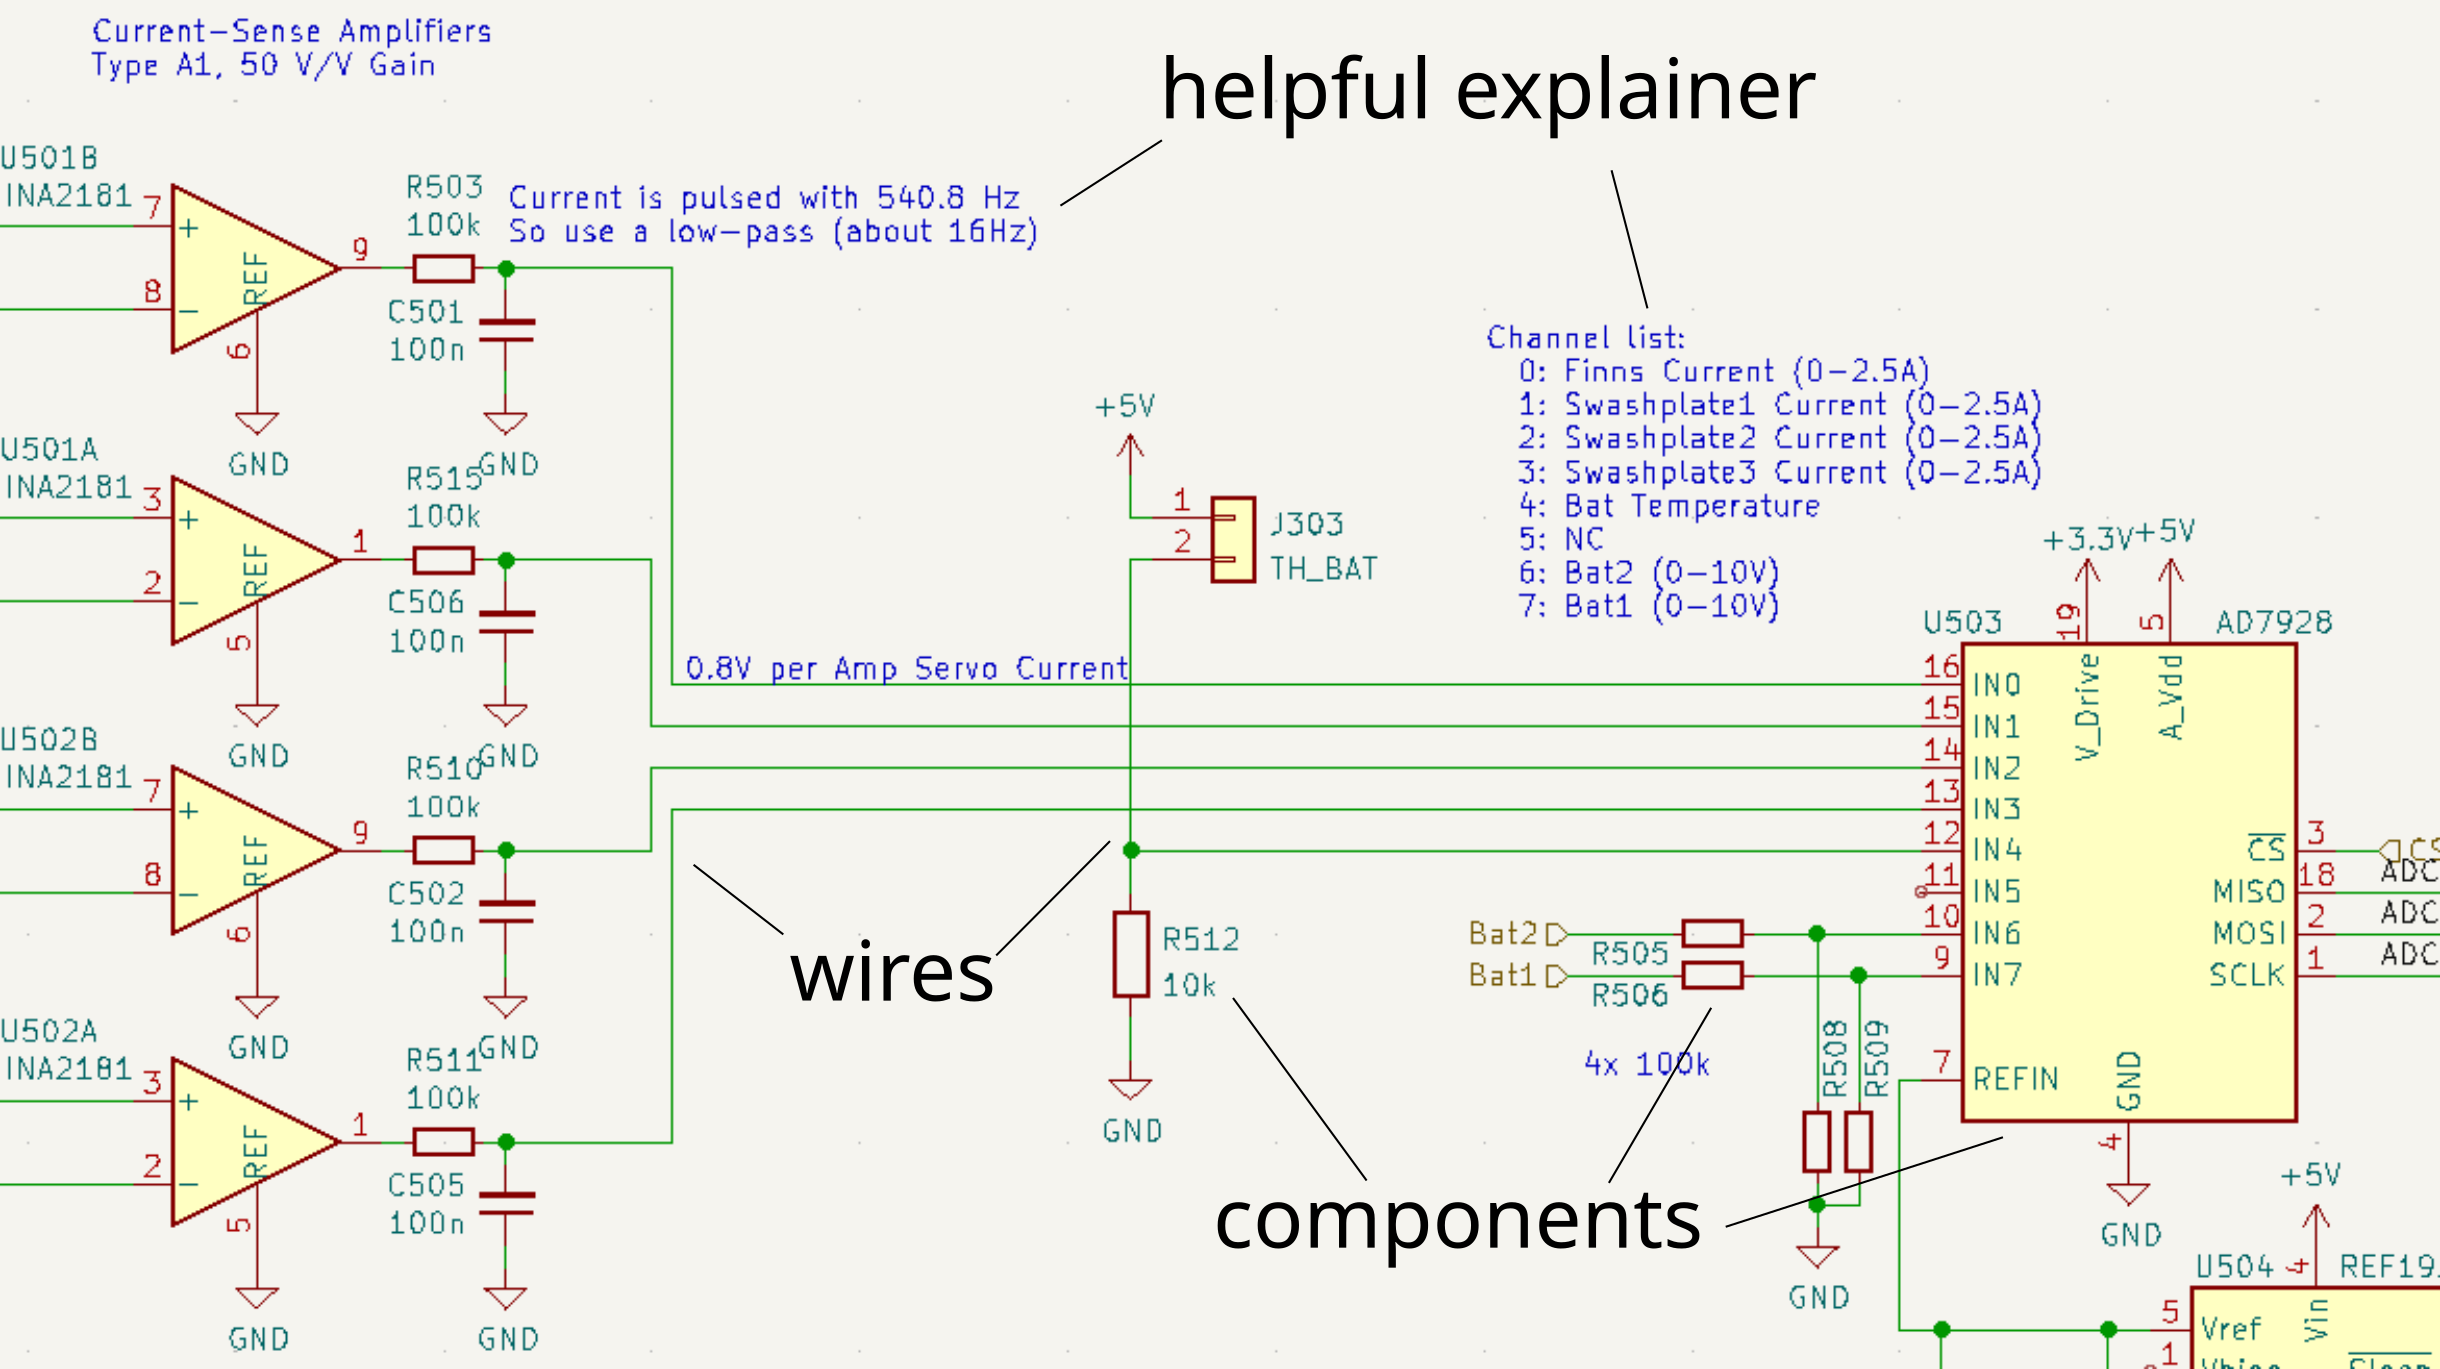 Current-Sense Amplifiers
Type A1, 50 V/V Gain
helpful explainer
U501B
INA2181
7
8
+
-
REF
6
9
R503
100k
Current is pulsed with 540.8 Hz
So use a low-pass (about 16Hz)
C501
100n
GND
GND
U501A
INA2181
3
2
+
-
REF
5
1
R515
100k
C506
100n
GND
GND
U502B
INA2181
7
8
+
-
REF
6
9
R510
100k
C502
100n
GND
GND
U502A
INA2181
3
2
+
-
REF
5
1
R511
100k
C505
100n
GND
GND
0.8V per Amp Servo Current
+5V
1
2
J303
TH_BAT
wires
R512
10k
GND
components
Channel list:
0: Finns Current (0-2.5A)
1: Swashplate1 Current (0-2.5A)
2: Swashplate2 Current (0-2.5A)
3: Swashplate3 Current (0-2.5A)
4: Bat Temperature
5: NC
6: Bat2 (0-10V)
7: Bat1 (0-10V)
Bat2
R505
Bat1
R506
4x 100k
R508
R509
GND
+3.3V
+5V
19
5
U503
AD7928
V_Drive
A_Vdd
16 IN0
15 IN1
14 IN2
13 IN3
12 IN4
11 IN5
10 IN6
9 IN7
7 REFIN
CS 3
MISO 18
MOSI 2
SCLK 1
ADC
ADC
ADC
GND
4
GND
+5V
4
U504
5
Vref
Vin
1